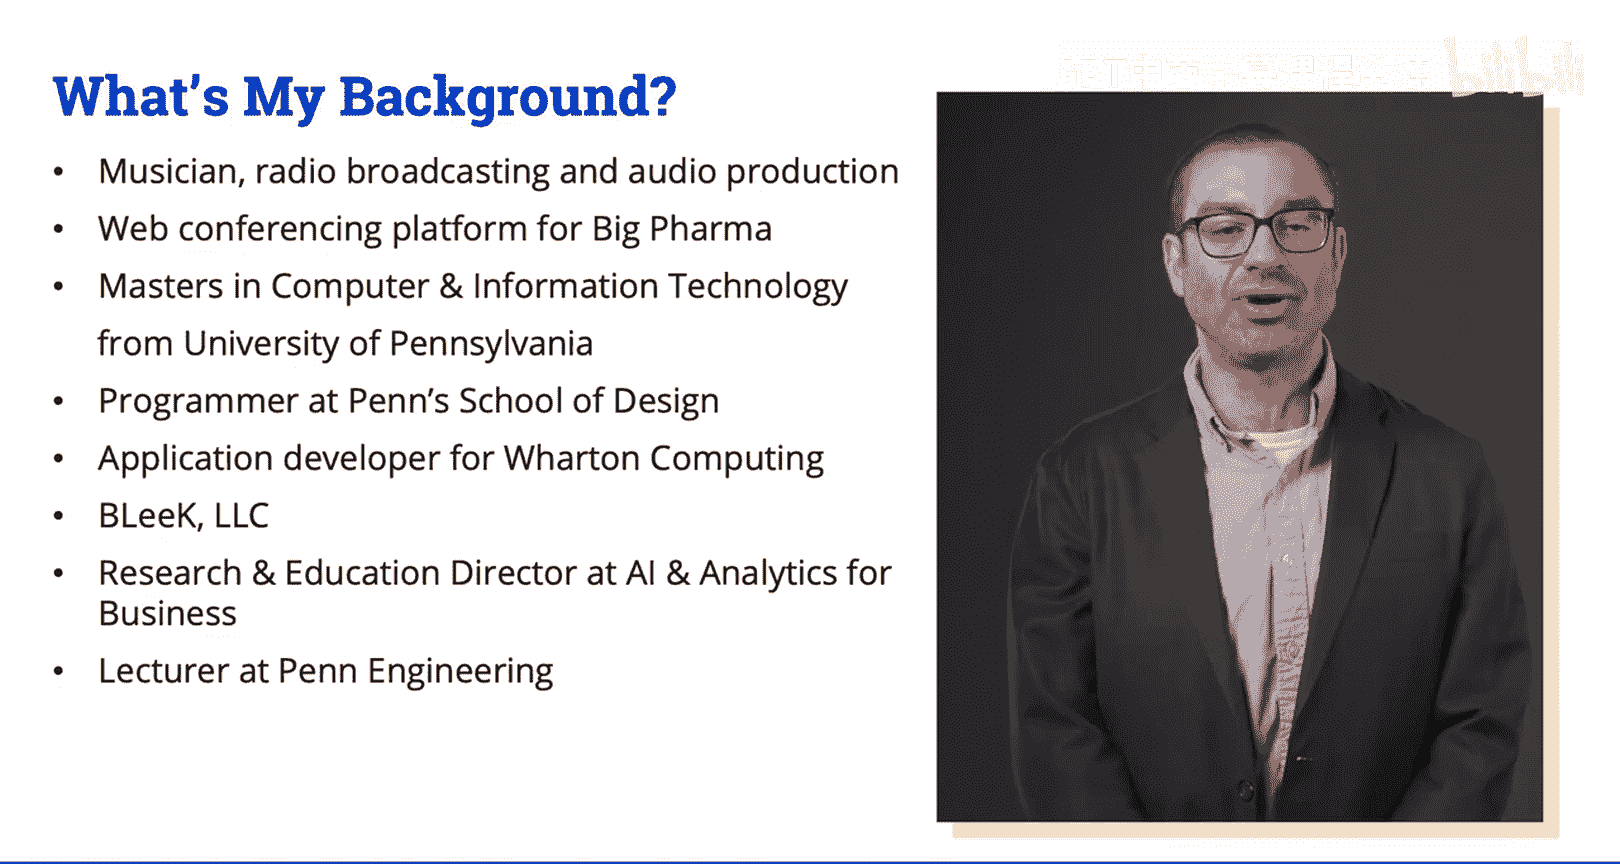 What's My Background?
• Musician, radio broadcasting and audio production
• Web conferencing platform for Big Pharma
• Masters in Computer & Information Technology
from University of Pennsylvania
• Programmer at Penn's School of Design
• Application developer for Wharton Computing
• BLeeK, LLC
• Research & Education Director at AI & Analytics for
Business
• Lecturer at Penn Engineering
bilibili